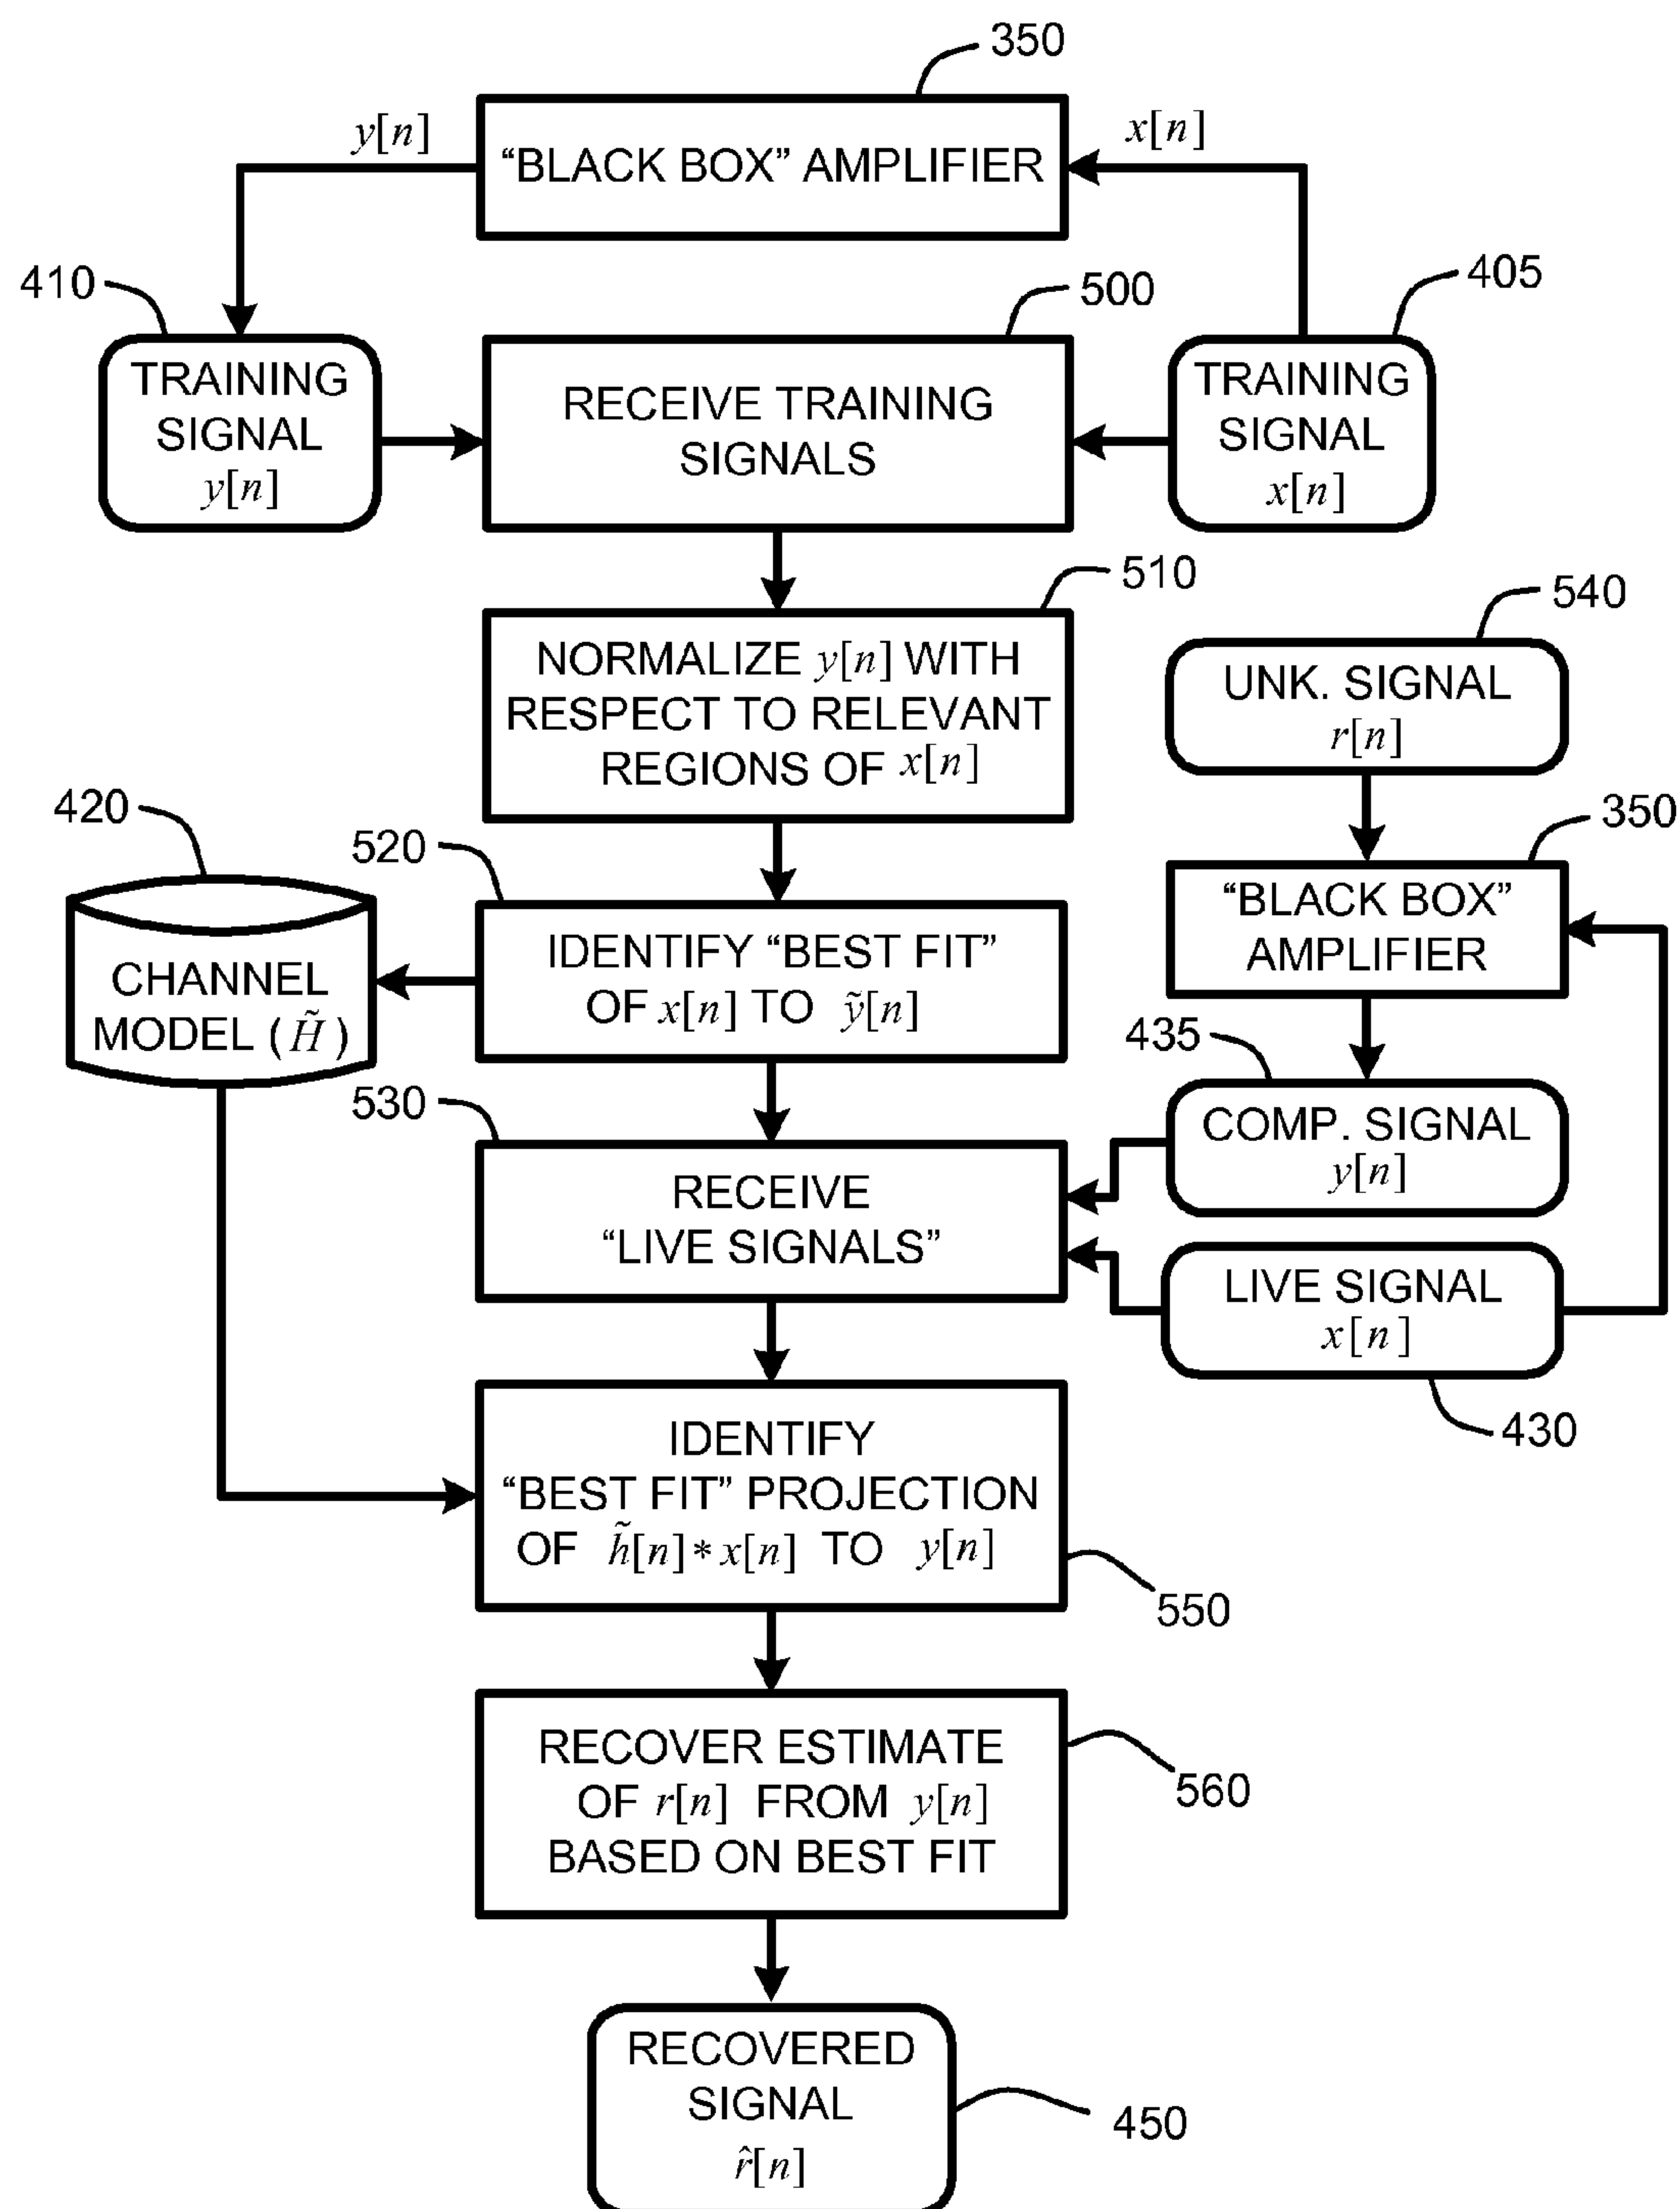 350
y[n]
x[n]
“BLACK BOX” AMPLIFIER
410
500
405
TRAINING
SIGNAL
y[n]
RECEIVE TRAINING
SIGNALS
TRAINING
SIGNAL
x[n]
510
540
NORMALIZE y[n] WITH
RESPECT TO RELEVANT
REGIONS OF x[n]
UNK. SIGNAL
r[n]
420
520
350
CHANNEL
MODEL (H̃)
IDENTIFY “BEST FIT”
OF x[n] TO ỹ[n]
“BLACK BOX”
AMPLIFIER
435
530
COMP. SIGNAL
y[n]
RECEIVE
“LIVE SIGNALS”
LIVE SIGNAL
x[n]
430
IDENTIFY
“BEST FIT” PROJECTION
OF h̃[n]*x[n] TO y[n]
550
RECOVER ESTIMATE
OF r[n] FROM y[n]
BASED ON BEST FIT
560
RECOVERED
SIGNAL
r̂[n]
450